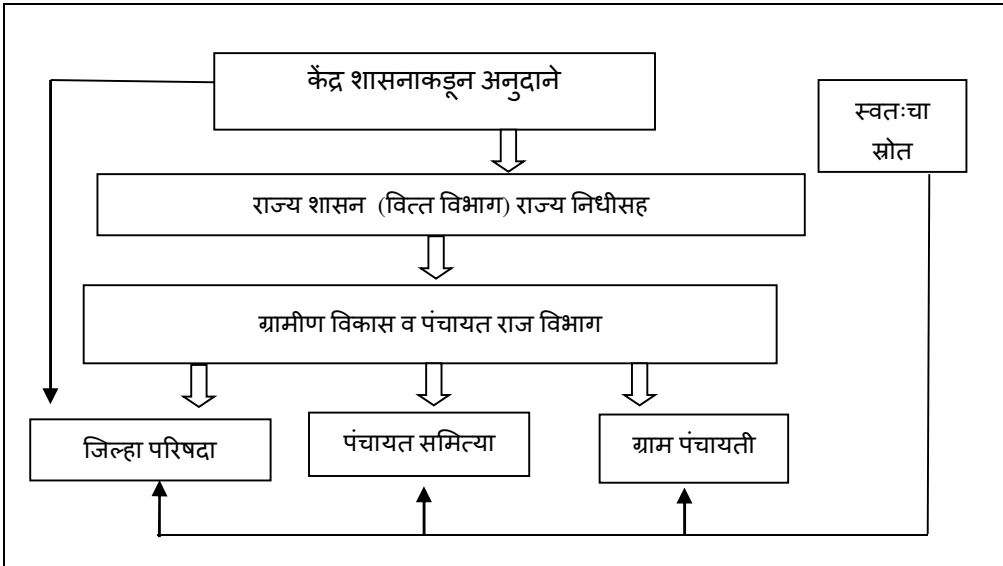 केंद्र शासनाकडून अनुदाने
स्वतःचा
स्रोत
राज्य शासन (वित्त विभाग) राज्य निधीसह
ग्रामीण विकास व पंचायत राज विभाग
जिल्हा परिषदा
पंचायत समित्या
ग्राम पंचायती